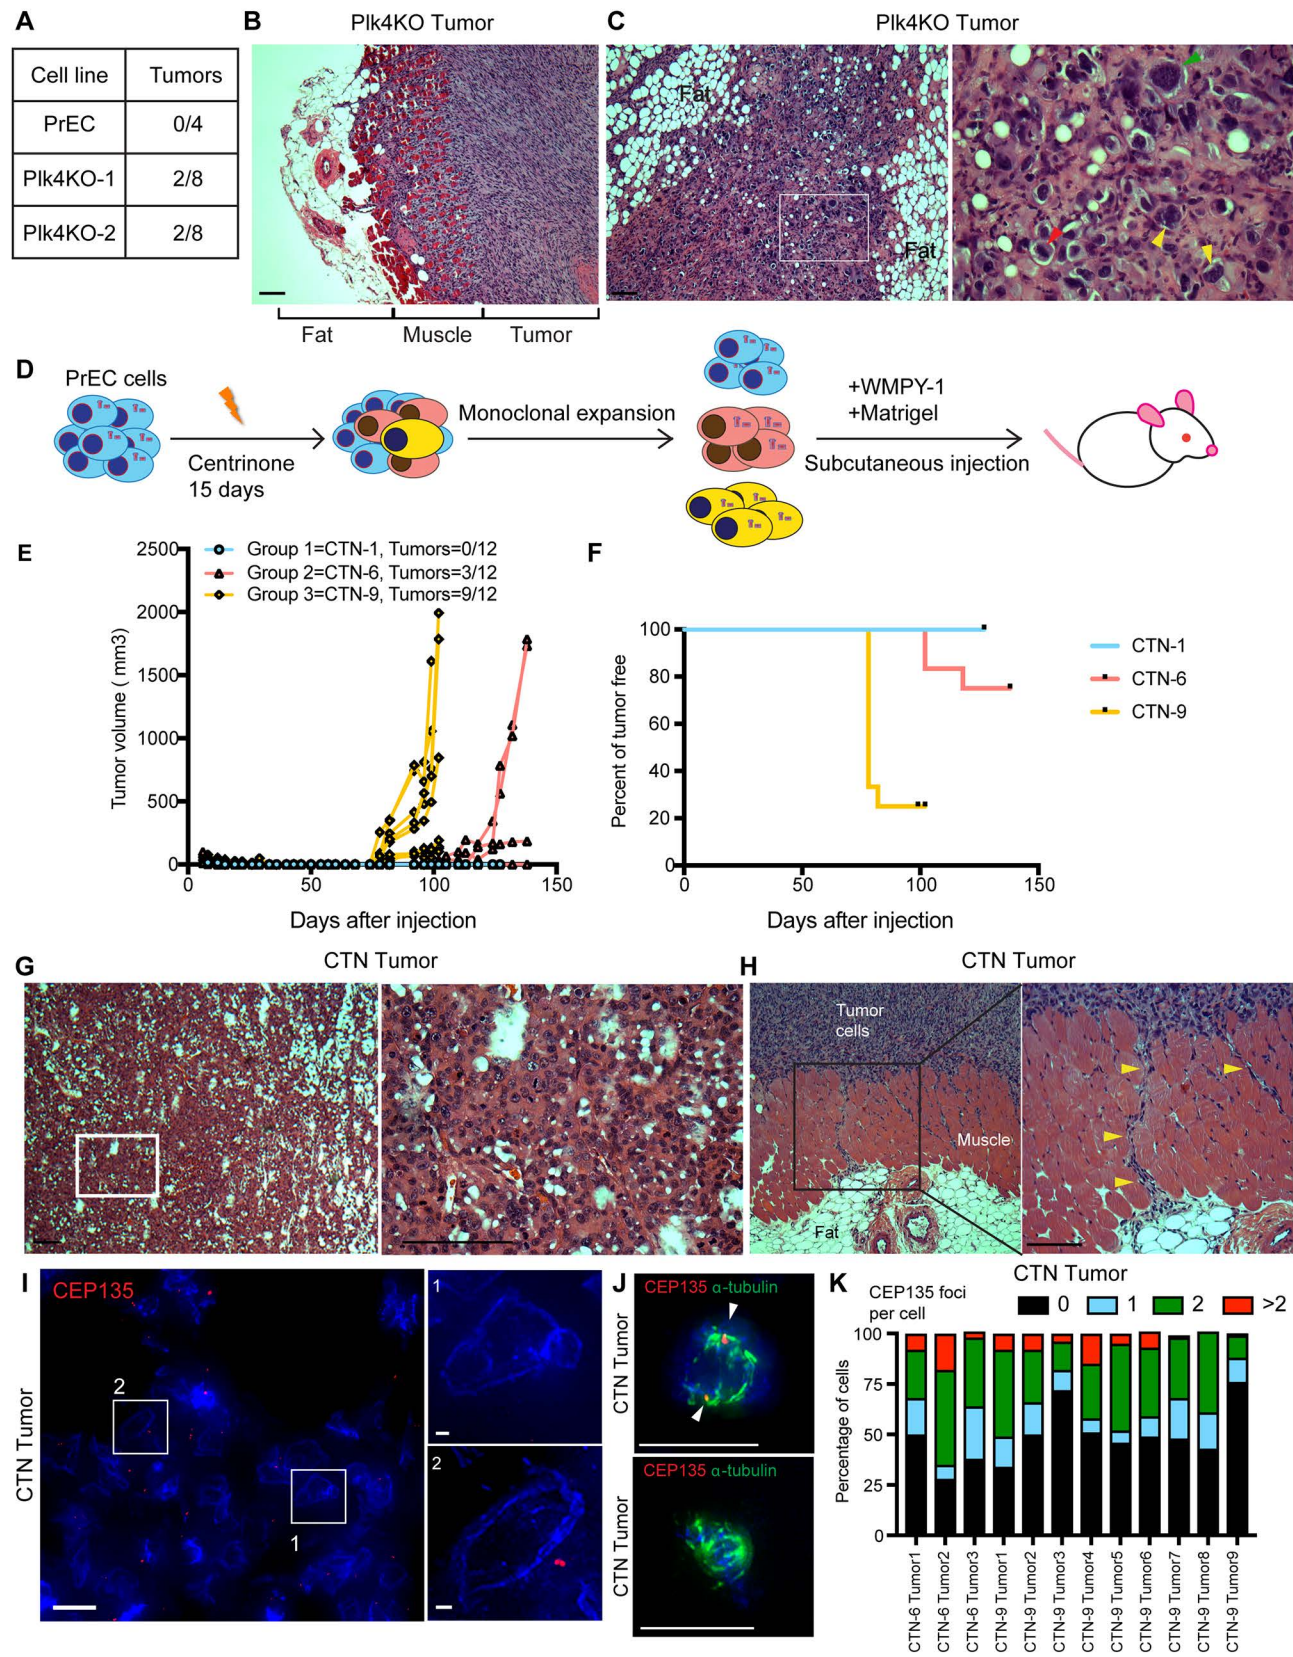 A
Cell line Tumors
PrEC 0/4
Plk4KO-1 2/8
Plk4KO-2 2/8
B
Plk4KO Tumor
Fat Muscle Tumor
C
Plk4KO Tumor
Fat
Fat
D
PrEC cells
Centrinone
15 days
Monoclonal expansion
+WMPY-1
+Matrigel
Subcutaneous injection
E
Group 1=CTN-1, Tumors=0/12
Group 2=CTN-6, Tumors=3/12
Group 3=CTN-9, Tumors=9/12
Tumor volume ( mm3)
2500
2000
1500
1000
500
0
0 50 100 150
Days after injection
F
Percent of tumor free
100
80
60
40
20
0
0 50 100 150
Days after injection
CTN-1
CTN-6
CTN-9
G
CTN Tumor
H
CTN Tumor
Tumor
cells
Muscle
Fat
I
CTN Tumor
CEP135
2
1
1
2
J
CTN Tumor
CEP135 α-tubulin
CTN Tumor
CEP135 α-tubulin
K
CTN Tumor
CEP135 foci
per cell
0 1 2 >2
Percentage of cells
100
75
50
25
0
CTN-6 Tumor1
CTN-6 Tumor2
CTN-6 Tumor3
CTN-9 Tumor1
CTN-9 Tumor2
CTN-9 Tumor3
CTN-9 Tumor4
CTN-9 Tumor5
CTN-9 Tumor6
CTN-9 Tumor7
CTN-9 Tumor8
CTN-9 Tumor9